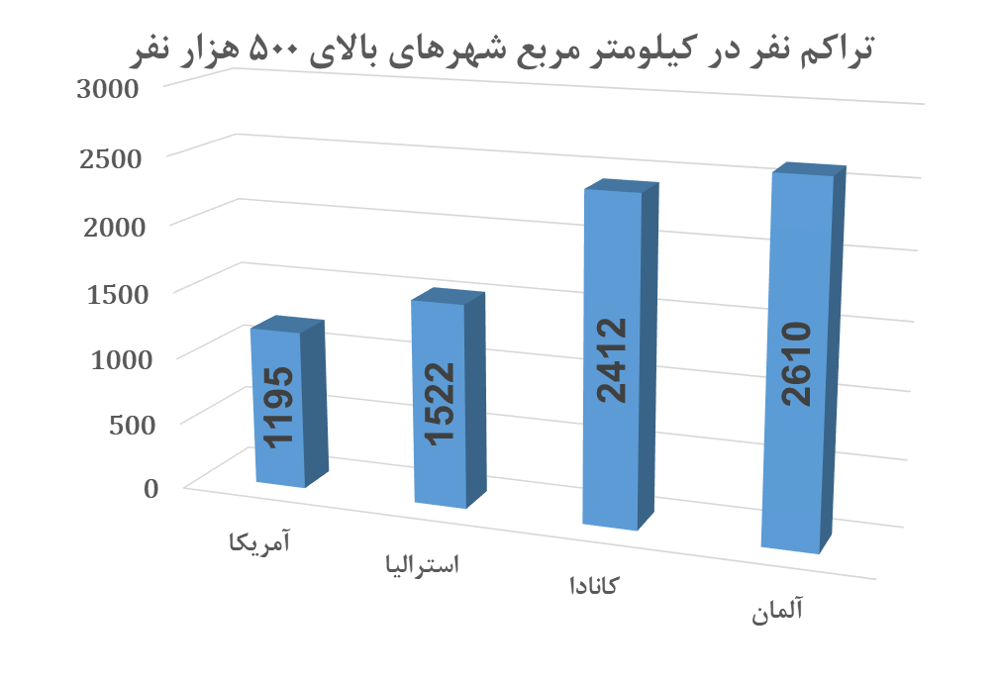 تراکم نفر در کیلومتر مربع شهرهای بالای ۵۰۰ هزار نفر
3000
2500
2000
1500
1000
500
0
1195
1522
2412
2610
آمریکا
استرالیا
کانادا
آلمان